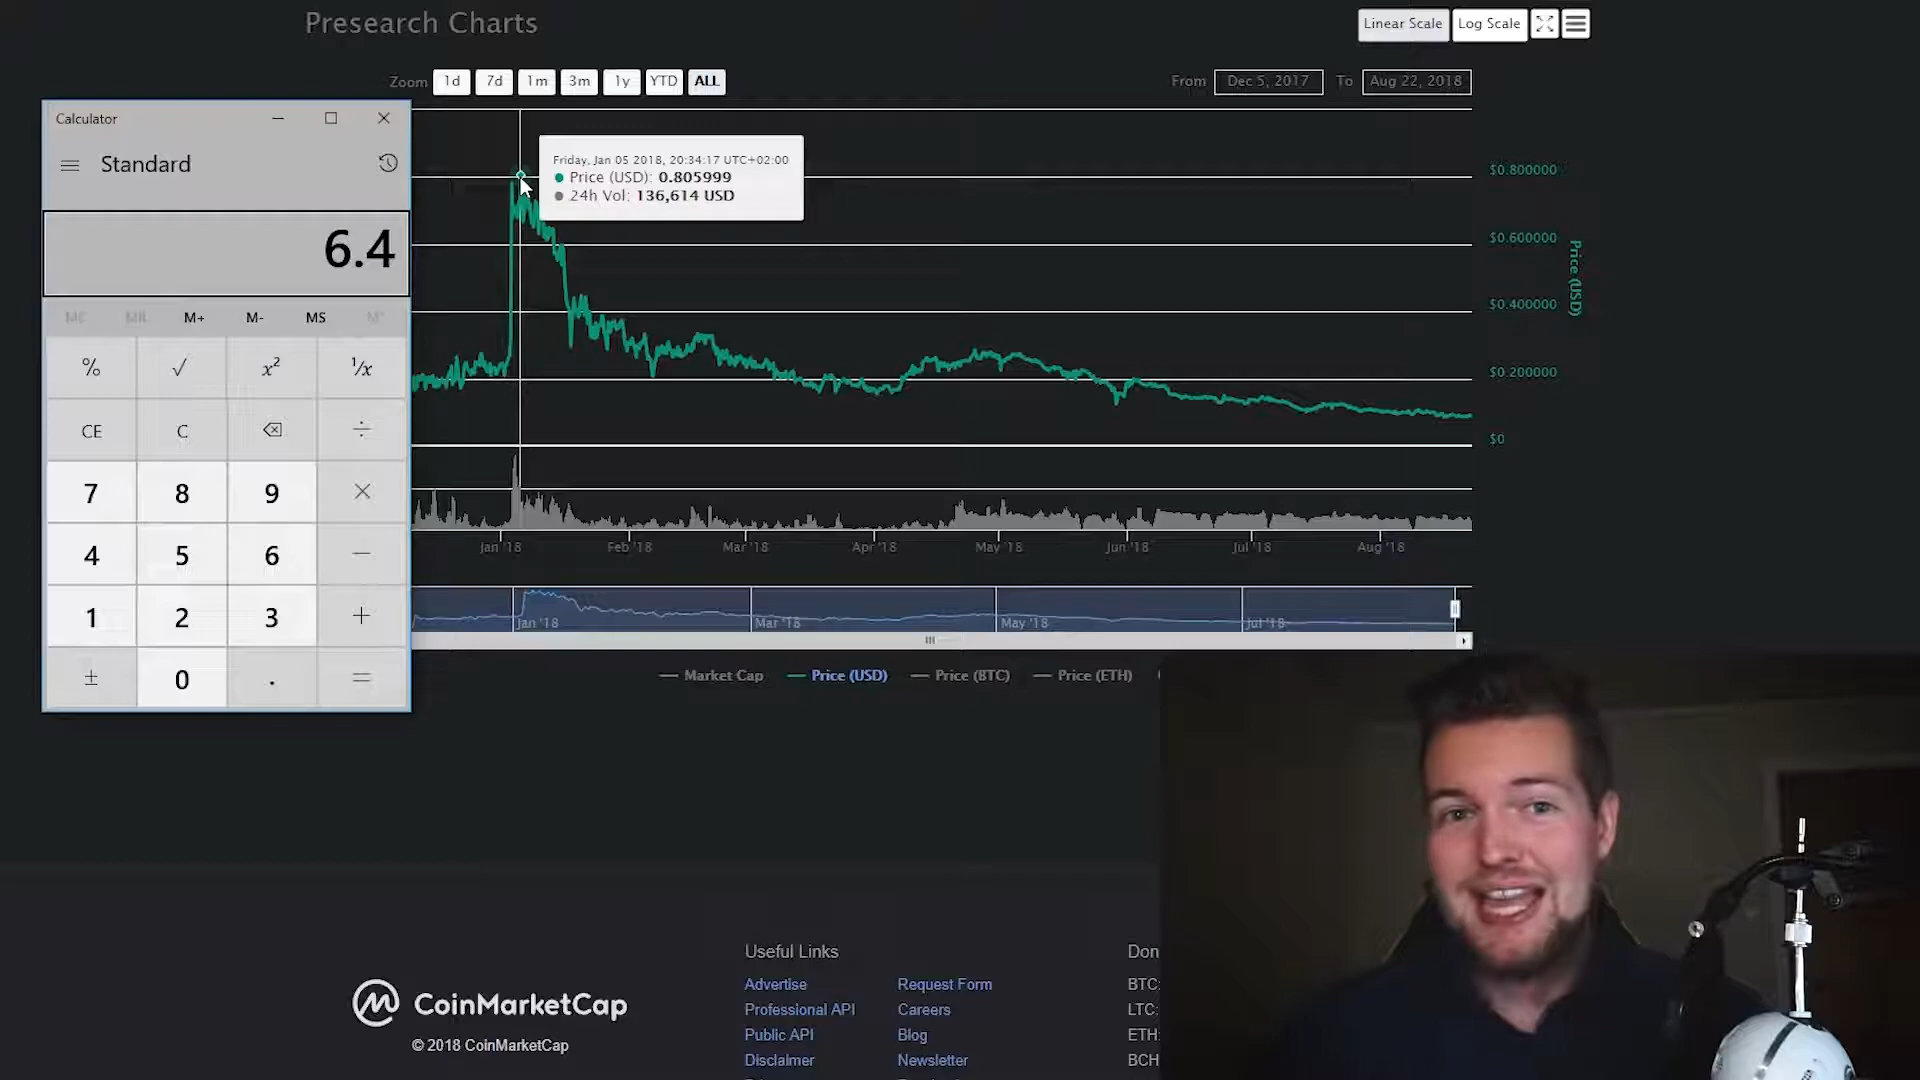 Presearch Charts
Linear Scale
Log Scale
Zoom
1d
7d
1m
3m
1y
YTD
ALL
From
Dec 5, 2017
To
Aug 22, 2018
Calculator
Standard
6.4
MC
MR
M+
M-
MS
%
√
x²
¹/x
CE
C
÷
7
8
9
×
4
5
6
−
1
2
3
+
±
0
.
=
Friday, Jan 05 2018, 20:34:17 UTC+02:00
Price (USD): 0.805999
24h Vol: 136,614 USD
$0.800000
$0.600000
$0.400000
$0.200000
$0
Price (USD)
Jan '18
Feb '18
Mar '18
Apr '18
May '18
Jun '18
Jul '18
Aug '18
Jan '18
Mar '18
May '18
Jul '18
Market Cap
Price (USD)
Price (BTC)
Price (ETH)
CoinMarketCap
© 2018 CoinMarketCap
Useful Links
Advertise
Professional API
Public API
Disclaimer
Request Form
Careers
Blog
Newsletter
Don
BTC:
LTC:
ETH:
BCH